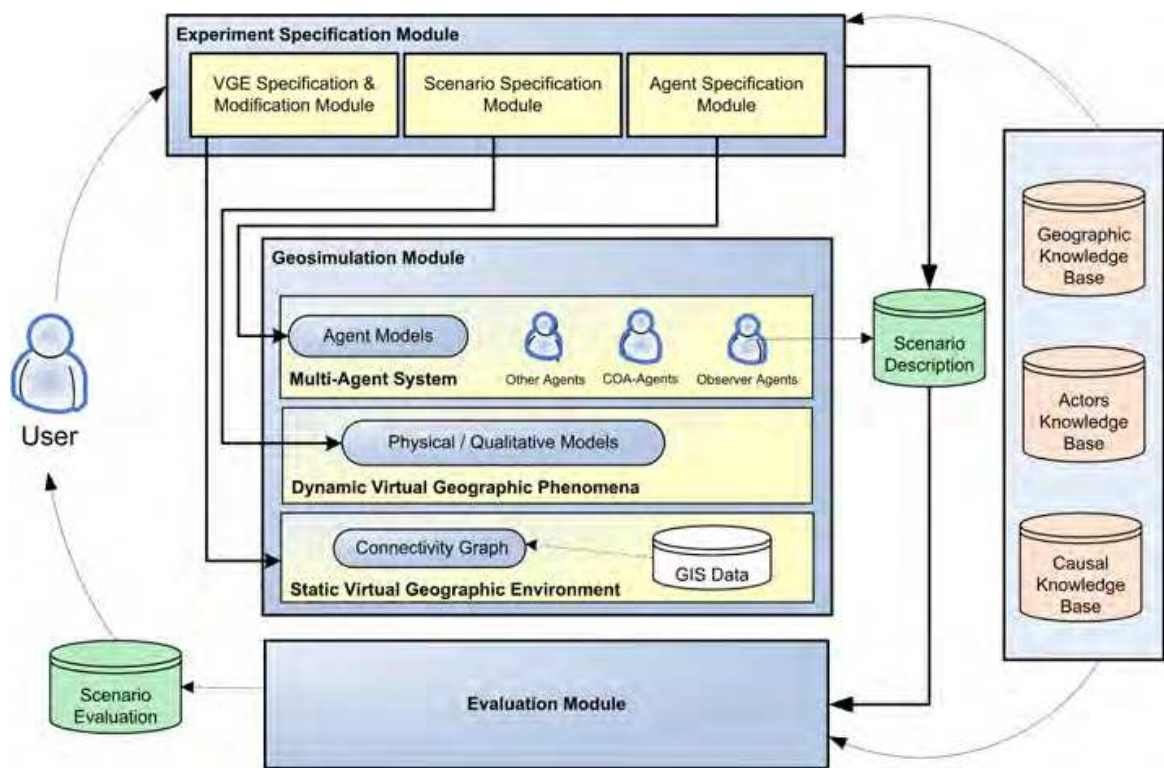 Experiment Specification Module
VGE Specification &
Modification Module
Scenario Specification
Module
Agent Specification
Module
Geosimulation Module
Agent Models
Multi-Agent System
Other Agents
COA-Agents
Observer Agents
Physical / Qualitative Models
Dynamic Virtual Geographic Phenomena
Connectivity Graph
GIS Data
Static Virtual Geographic Environment
User
Scenario
Description
Geographic
Knowledge
Base
Actors
Knowledge
Base
Causal
Knowledge
Base
Scenario
Evaluation
Evaluation Module